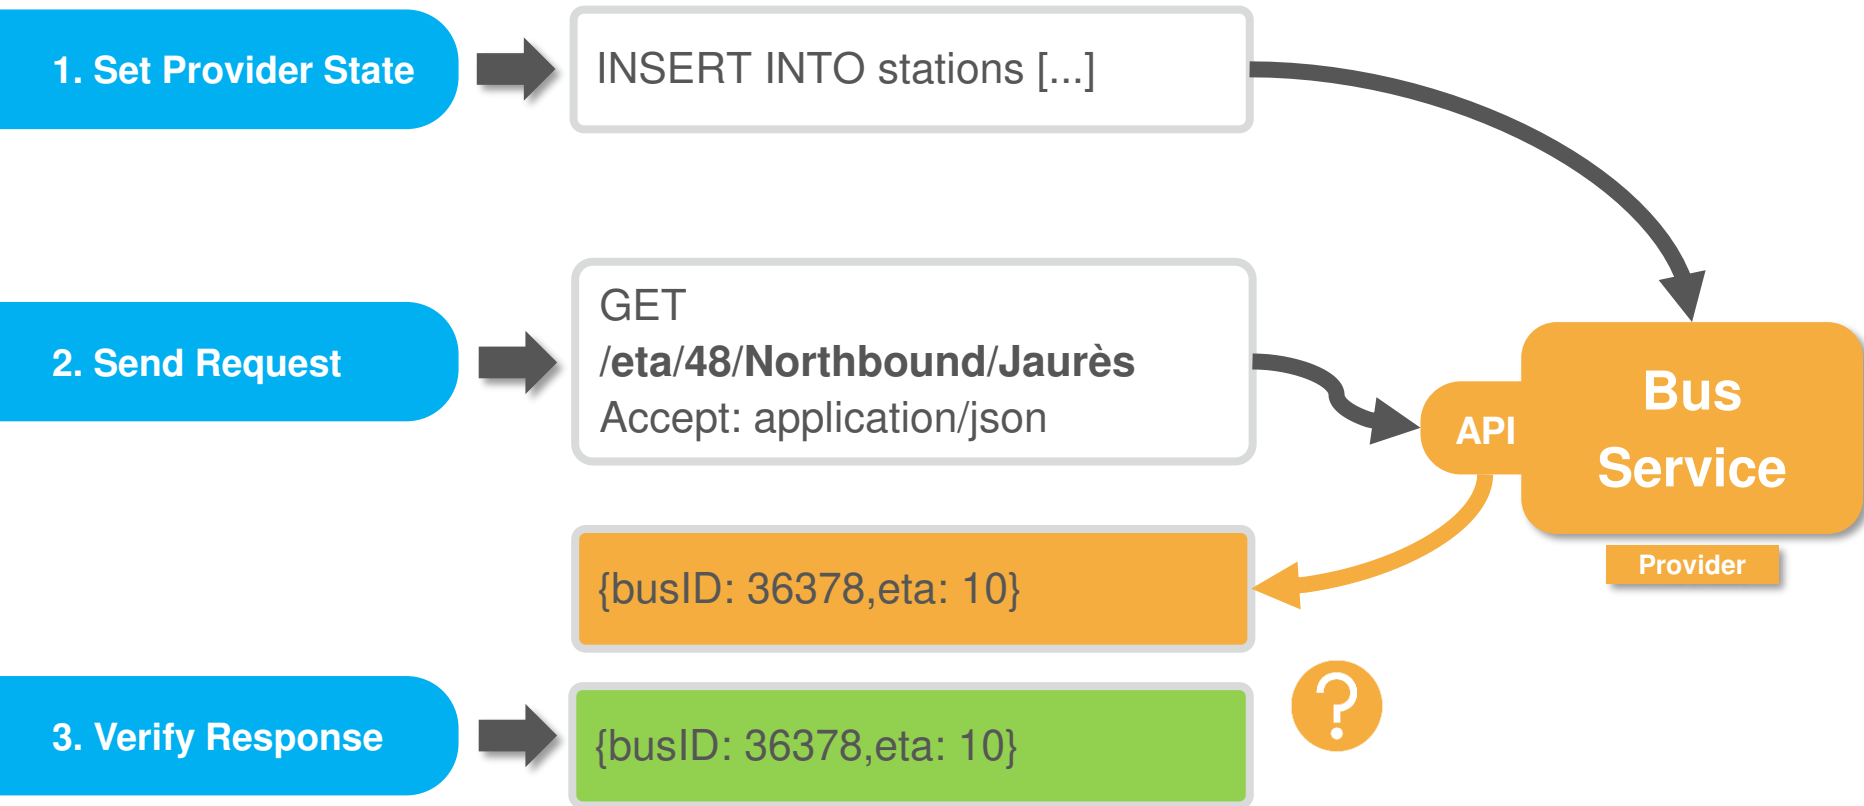 1. Set Provider State
INSERT INTO stations [...]
2. Send Request
GET
/eta/48/Northbound/Jaurès
Accept: application/json
API
Bus
Service
Provider
{busID: 36378,eta: 10}
?
3. Verify Response
{busID: 36378,eta: 10}